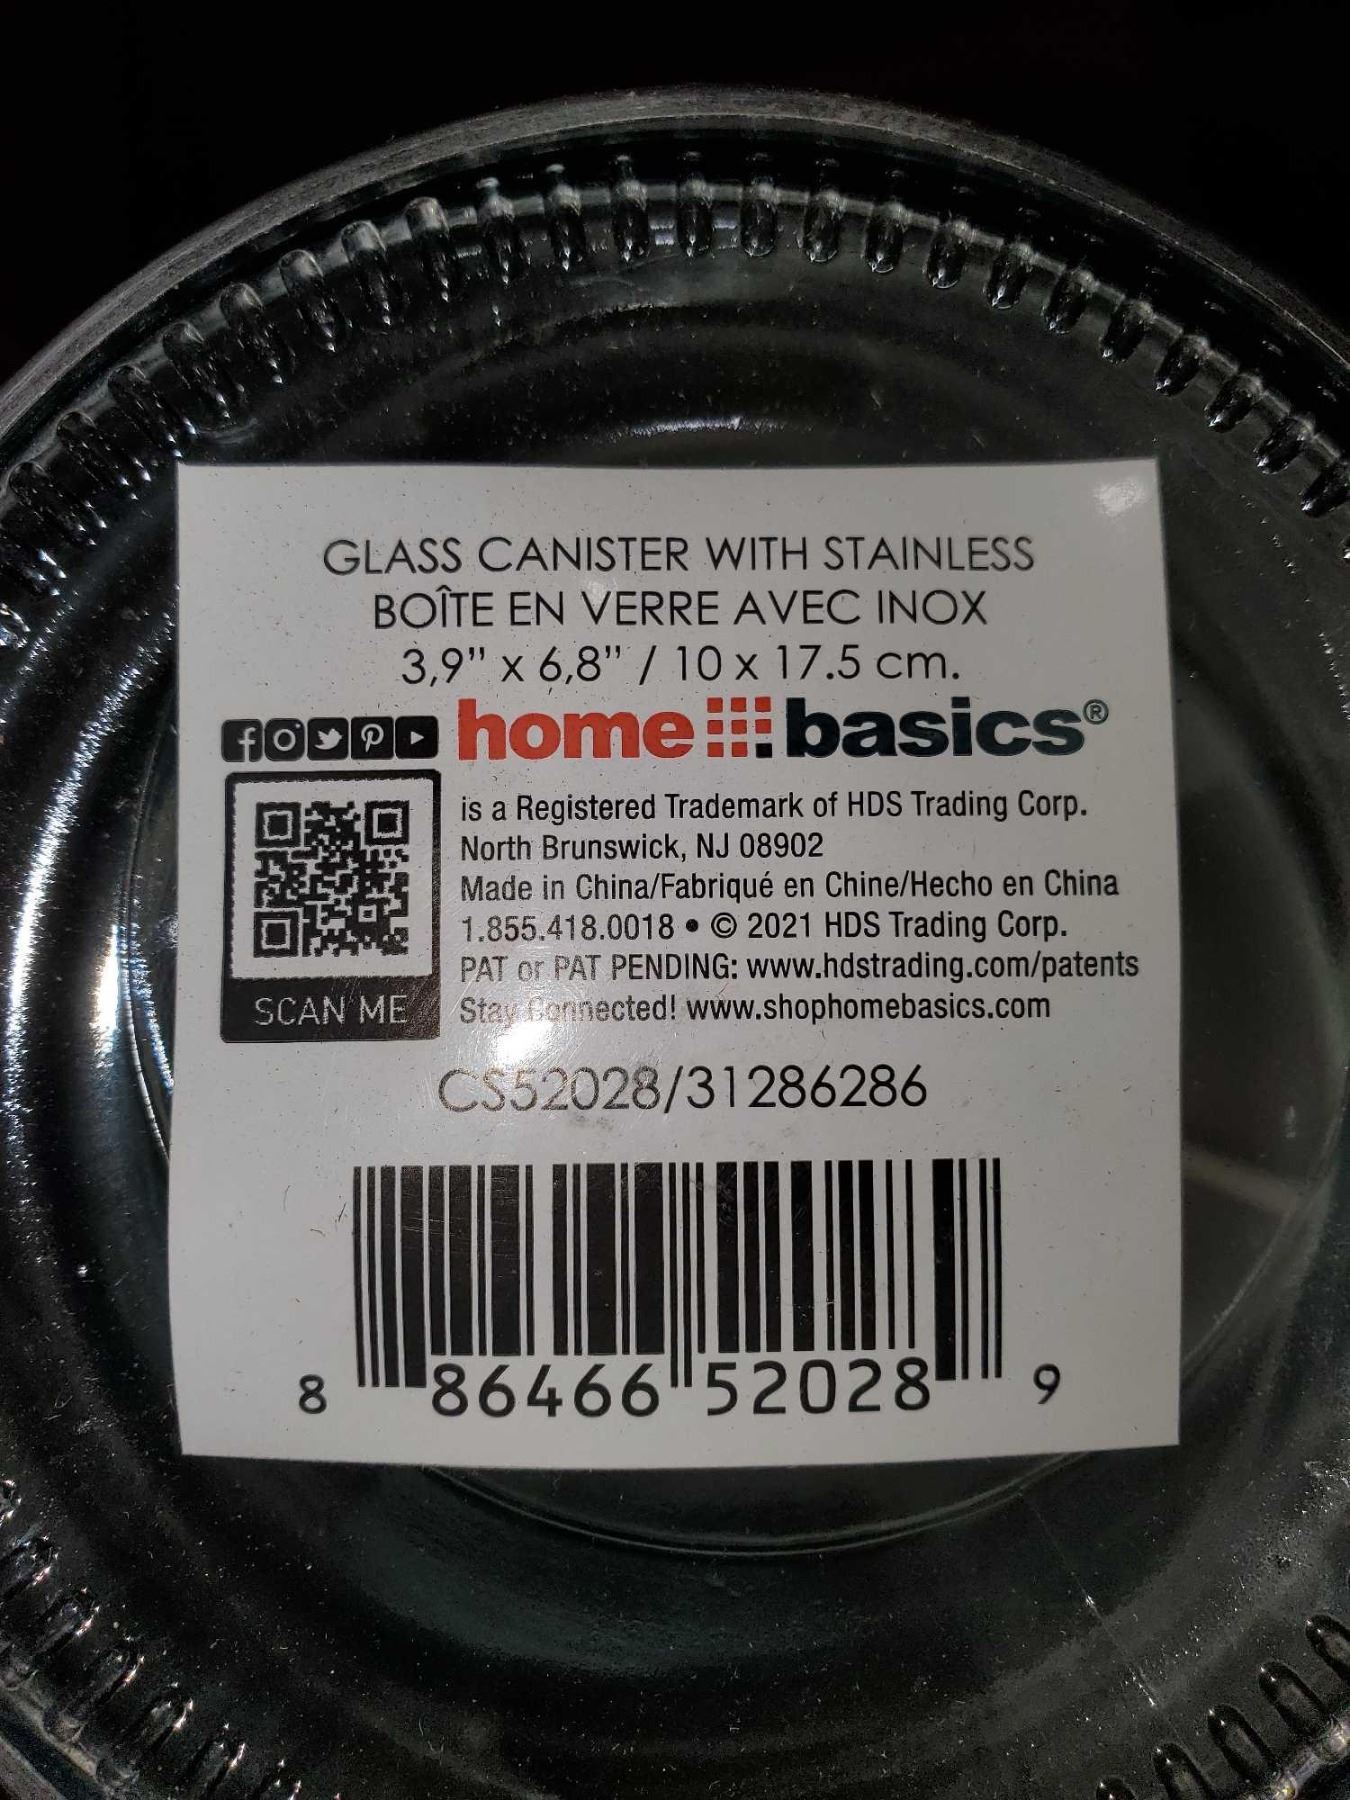 GLASS CANISTER WITH STAINLESS
BOÎTE EN VERRE AVEC INOX
3,9" x 6,8" / 10 x 17.5 cm.
home basics®
is a Registered Trademark of HDS Trading Corp.
North Brunswick, NJ 08902
Made in China/Fabriqué en Chine/Hecho en China
1.855.418.0018 • © 2021 HDS Trading Corp.
PAT or PAT PENDING: www.hdstrading.com/patents
Stay Connected! www.shophomebasics.com
SCAN ME
CS52028/31286286
8 86466 52028 9